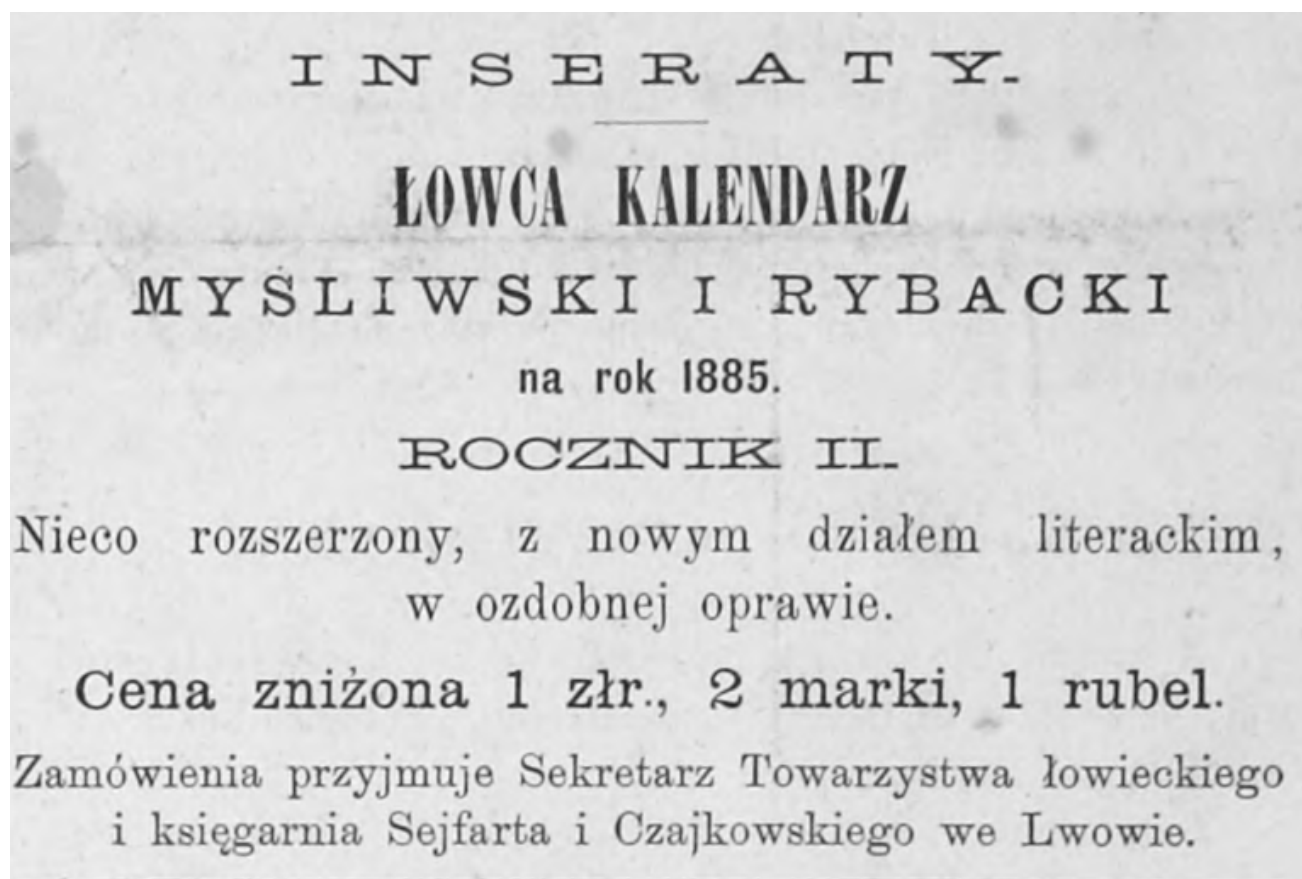 INSERATY.
ŁOWCA KALENDARZ
MYŚLIWSKI I RYBACKI
na rok 1885.
ROCZNIK II.
Nieco rozszerzony, z nowym działem literackim,
w ozdobnej oprawie.
Cena zniżona 1 złr., 2 marki, 1 rubel.
Zamówienia przyjmuje Sekretarz Towarzystwa łowieckiego
i księgarnia Sejfarta i Czajkowskiego we Lwowie.